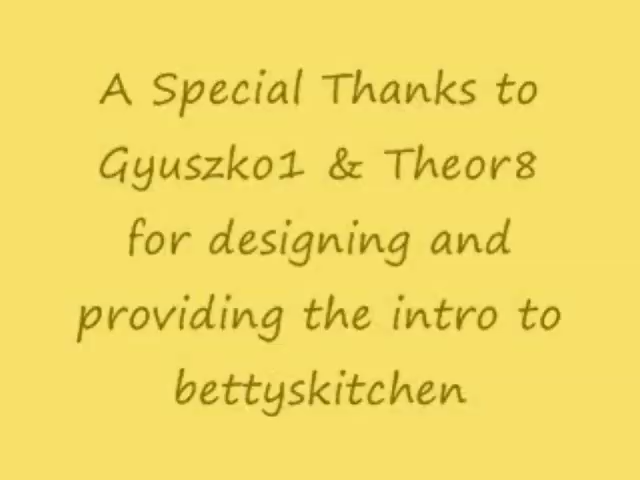 A Special Thanks to
Gyuszko1 & Theor8
for designing and
providing the intro to
bettyskitchen